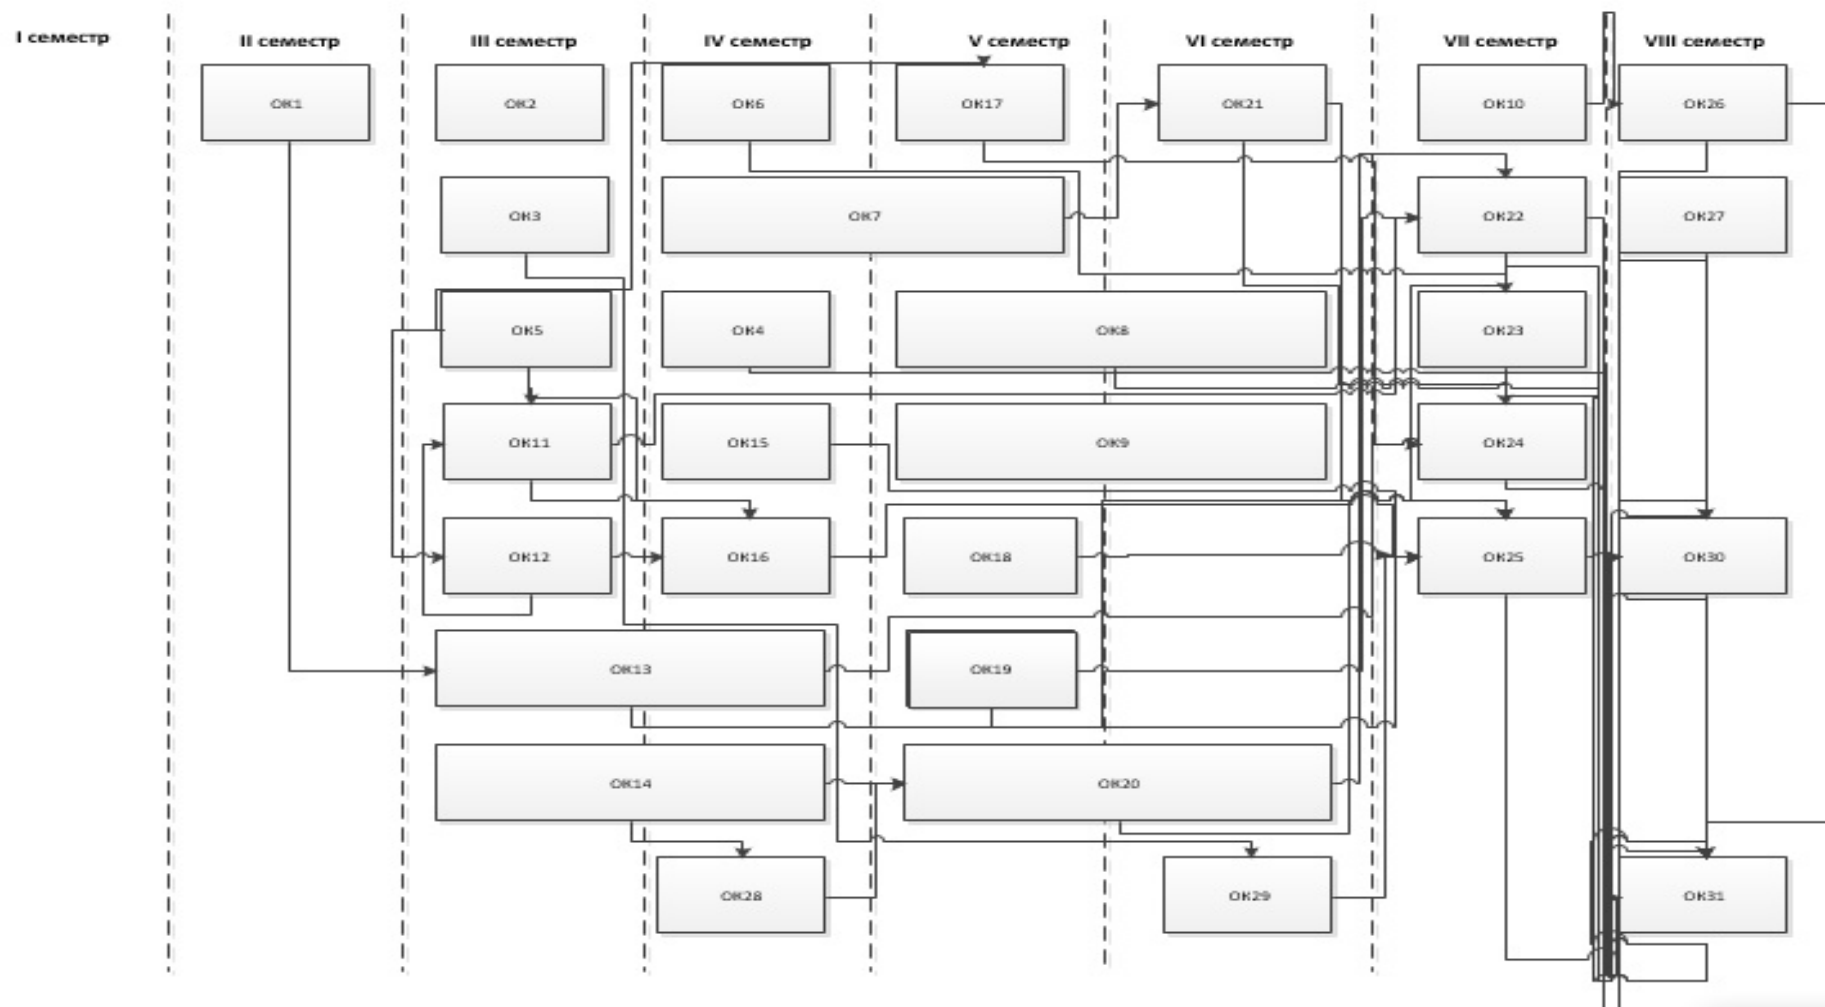 I семестр
II семестр
III семестр
IV семестр
V семестр
VI семестр
VII семестр
VIII семестр
ОК1
ОК2
ОК6
ОК17
ОК21
ОК10
ОК26
ОК3
ОК7
ОК22
ОК27
ОК5
ОК4
ОК8
ОК23
ОК11
ОК15
ОК9
ОК24
ОК12
ОК16
ОК18
ОК25
ОК30
ОК13
ОК19
ОК14
ОК20
ОК28
ОК29
ОК31